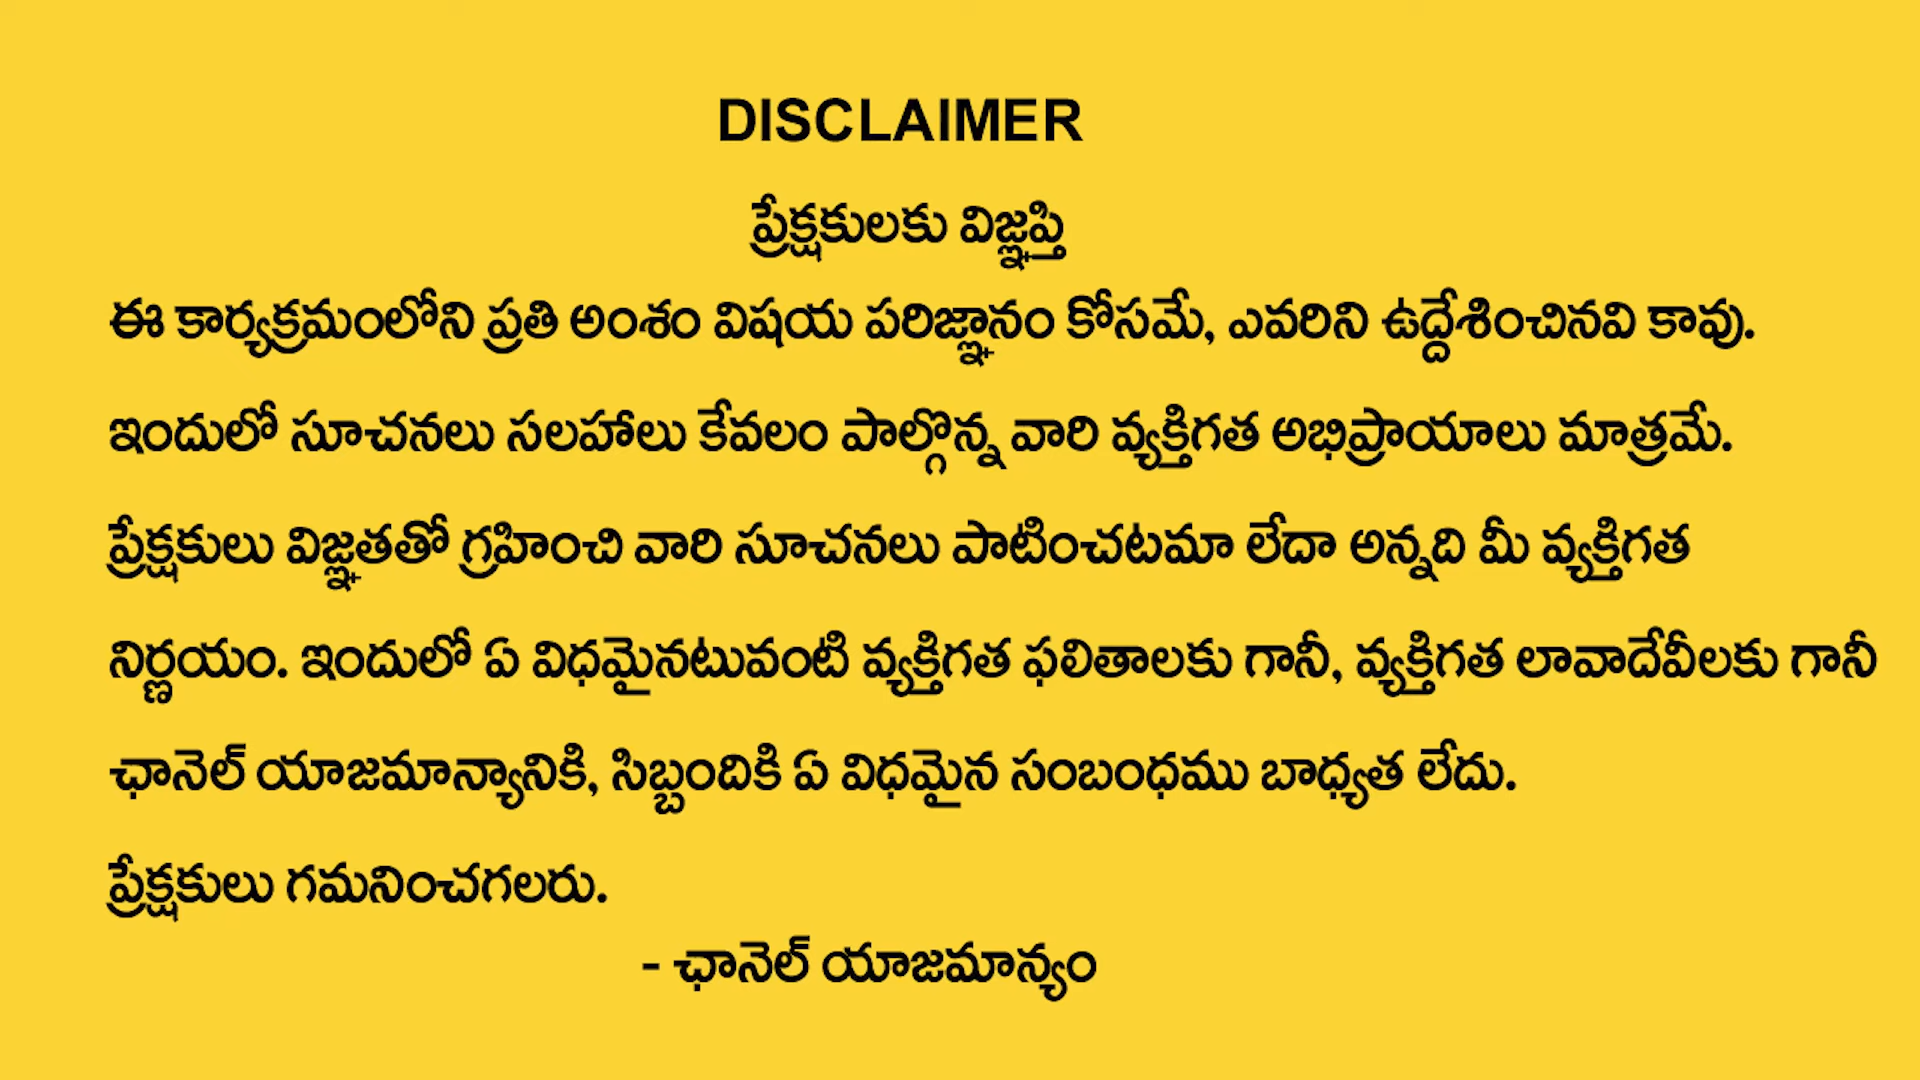 DISCLAIMER
ప్రేక్షకులకు విజ్ఞప్తి
ఈ కార్యక్రమంలోని ప్రతి అంశం విషయ పరిజ్ఞానం కోసమే, ఎవరిని ఉద్దేశించినవి కావు.
ఇందులో సూచనలు సలహాలు కేవలం పాల్గొన్న వారి వ్యక్తిగత అభిప్రాయాలు మాత్రమే.
ప్రేక్షకులు విజ్ఞతతో గ్రహించి వారి సూచనలు పాటించటమా లేదా అన్నది మీ వ్యక్తిగత
నిర్ణయం. ఇందులో ఏ విధమైనటువంటి వ్యక్తిగత ఫలితాలకు గానీ, వ్యక్తిగత లావాదేవీలకు గానీ
ఛానెల్ యాజమాన్యానికి, సిబ్బందికి ఏ విధమైన సంబంధము బాధ్యత లేదు.
ప్రేక్షకులు గమనించగలరు.
- ఛానెల్ యాజమాన్యం